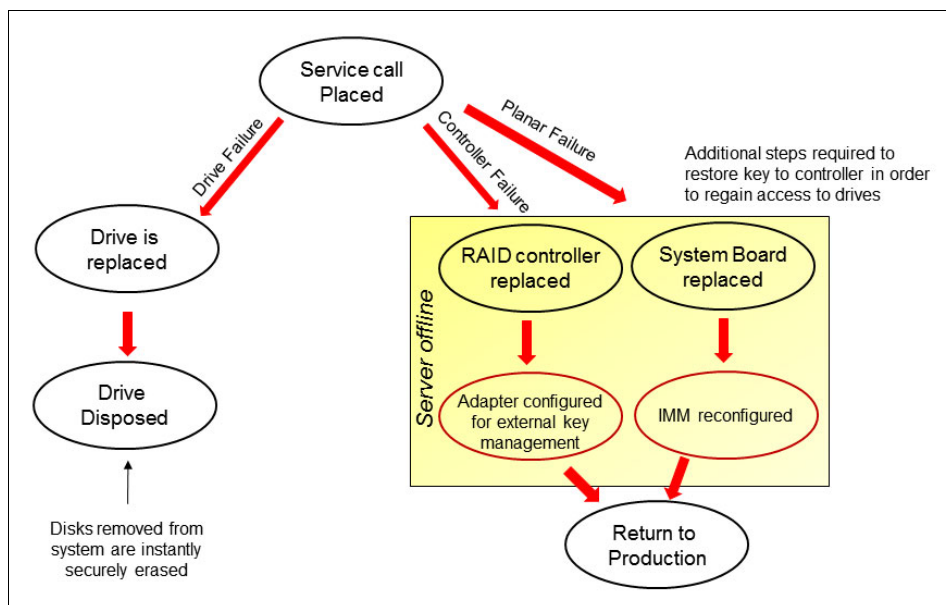 Service call
Placed
Drive Failure
Controller Failure
Planar Failure
Additional steps required to
restore key to controller in order
to regain access to drives
Drive is
replaced
RAID controller
replaced
System Board
replaced
Server offline
Drive
Disposed
Adapter configured
for external key
management
IMM reconfigured
Disks removed from
system are instantly
securely erased
Return to
Production